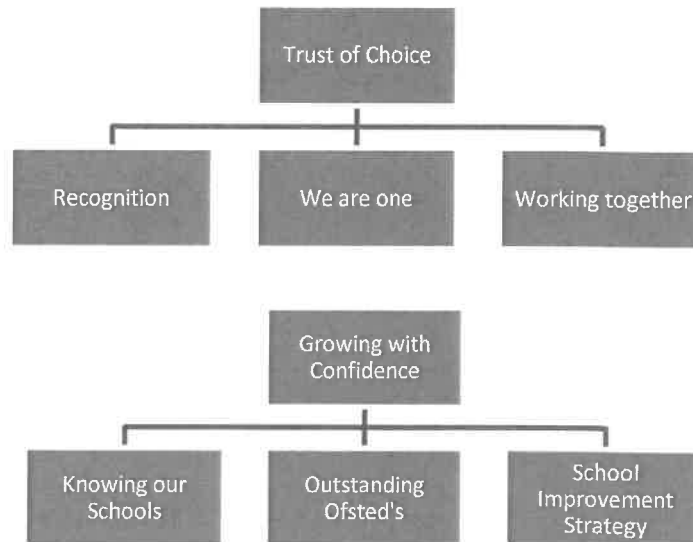 Trust of Choice
Recognition
We are one
Working together
Growing with
Confidence
Knowing our
Schools
Outstanding
Ofsted's
School
Improvement
Strategy